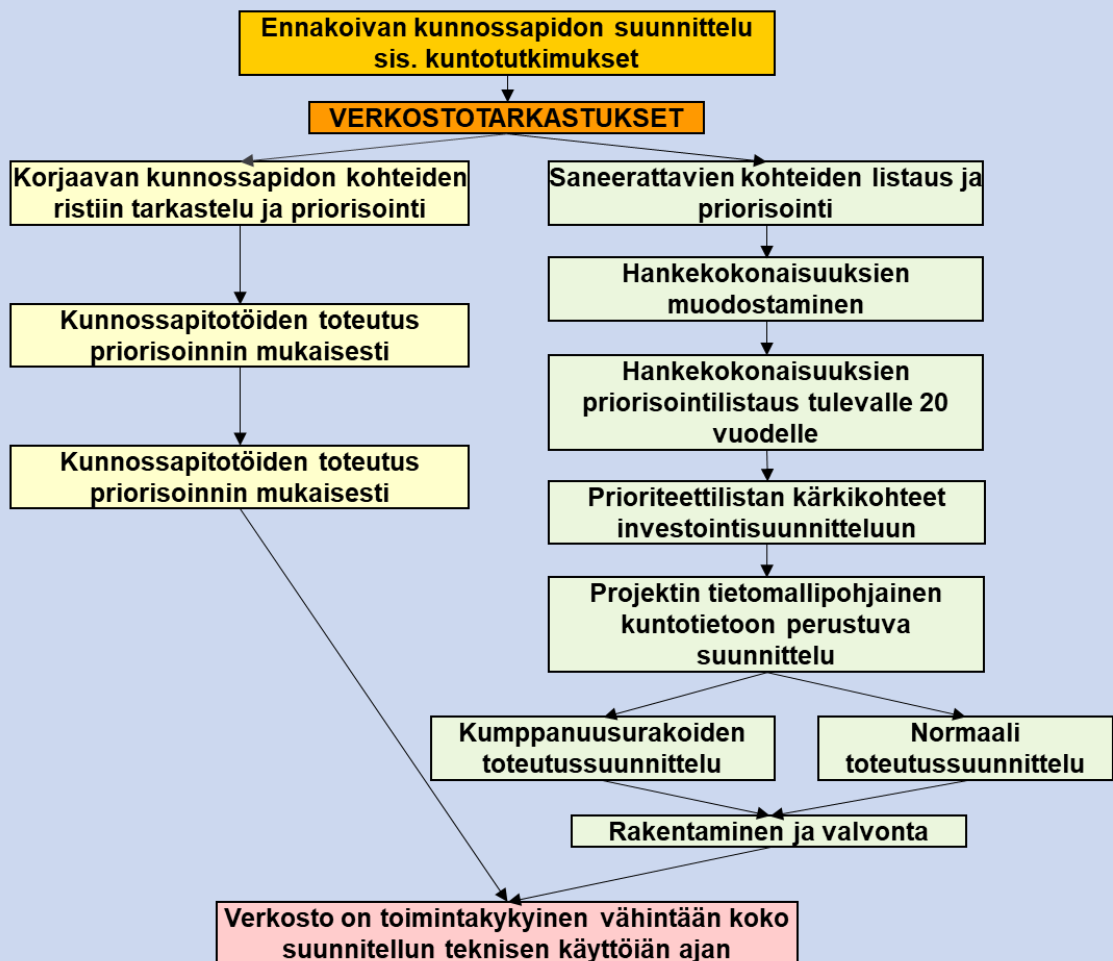 Ennakoivan kunnossapidon suunnittelu
sis. kuntotutkimukset
VERKOSTOTARKASTUKSET
Korjaavan kunnossapidon kohteiden
ristiin tarkastelu ja priorisointi
Kunnossapitotöiden toteutus
priorisoinnin mukaisesti
Kunnossapitotöiden toteutus
priorisoinnin mukaisesti
Saneerattavien kohteiden listaus ja
priorisointi
Hankekokonaisuuksien
muodostaminen
Hankekokonaisuuksien
priorisointilistaus tulevalle 20
vuodelle
Prioriteettilistan kärkikohteet
investointisuunnitteluun
Projektin tietomallipohjainen
kuntotietoon perustuva
suunnittelu
Kumppanuusurakoiden
toteutussuunnittelu
Normaali
toteutussuunnittelu
Rakentaminen ja valvonta
Verkosto on toimintakykyinen vähintään koko
suunnitellun teknisen käyttöiän ajan